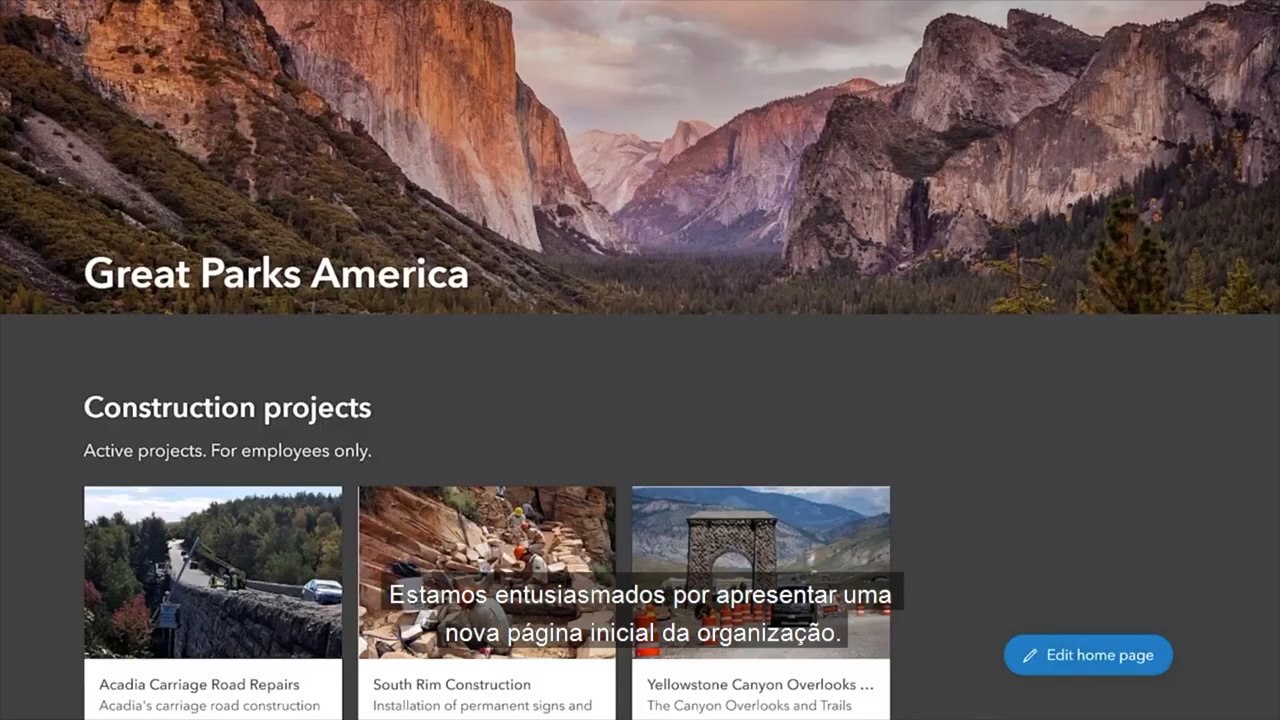 Great Parks America
Construction projects
Active projects. For employees only.
Estamos entusiasmados por apresentar uma
nova página inicial da organização.
Edit home page
Acadia Carriage Road Repairs
Acadia's carriage road construction
South Rim Construction
Installation of permanent signs and
Yellowstone Canyon Overlooks ...
The Canyon Overlooks and Trails